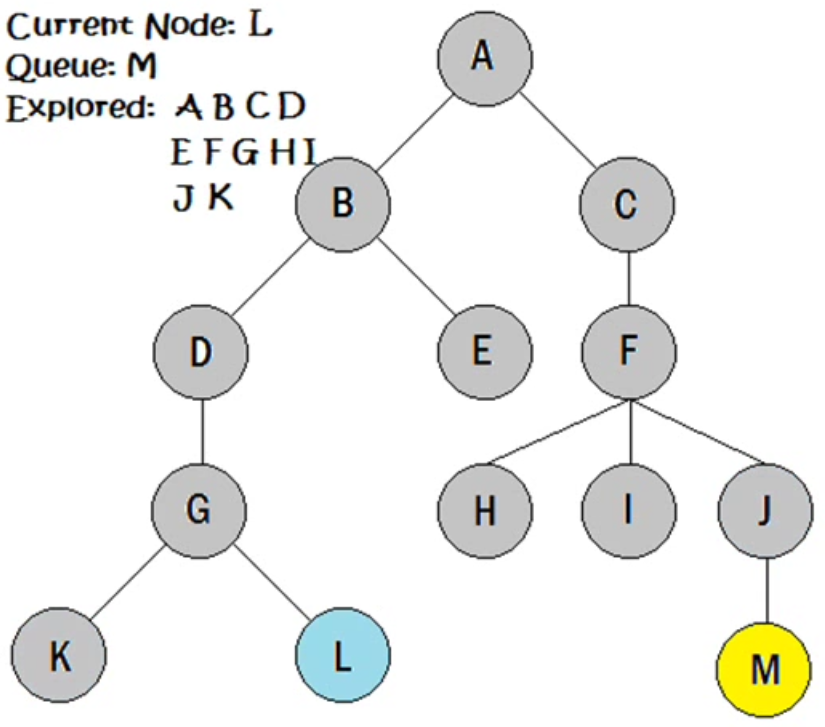 Current Node: L
Queue: M
Explored: A B C D
E F G H I
J K
A
B
C
D
E
F
G
H
I
J
K
L
M